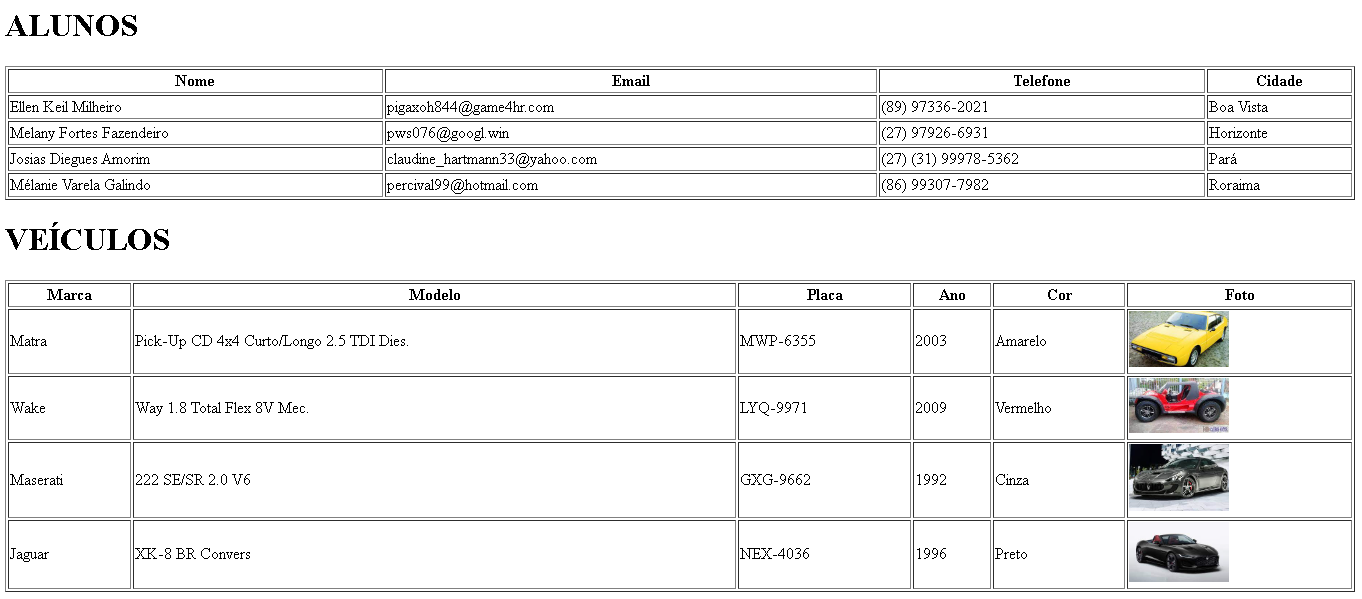 ALUNOS
Nome Email Telefone Cidade
Ellen Keil Milheiro pigaxoh844@game4hr.com (89) 97336-2021 Boa Vista
Melany Fortes Fazendeiro pws076@googl.win (27) 97926-6931 Horizonte
Josias Diegues Amorim claudine_hartmann33@yahoo.com (27) (31) 99978-5362 Pará
Mélanie Varela Galindo percival99@hotmail.com (86) 99307-7982 Roraima
VEÍCULOS
Marca Modelo Placa Ano Cor Foto
Matra Pick-Up CD 4x4 Curto/Longo 2.5 TDI Dies. MWP-6355 2003 Amarelo
Wake Way 1.8 Total Flex 8V Mec. LYQ-9971 2009 Vermelho
Maserati 222 SE/SR 2.0 V6 GXG-9662 1992 Cinza
Jaguar XK-8 BR Convers NEX-4036 1996 Preto